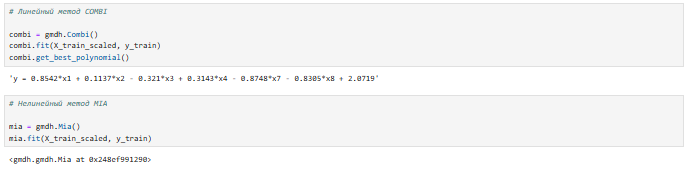 # Линейный метод COMBI
combi = gmdh.Combi()
combi.fit(X_train_scaled, y_train)
combi.get_best_polynomial()
'y = 0.8542*x1 + 0.1137*x2 - 0.321*x3 + 0.3143*x4 - 0.8748*x7 - 0.8305*x8 + 2.0719'
# Нелинейный метод MIA
mia = gmdh.Mia()
mia.fit(X_train_scaled, y_train)
<gmdh.gmdh.Mia at 0x248ef991290>